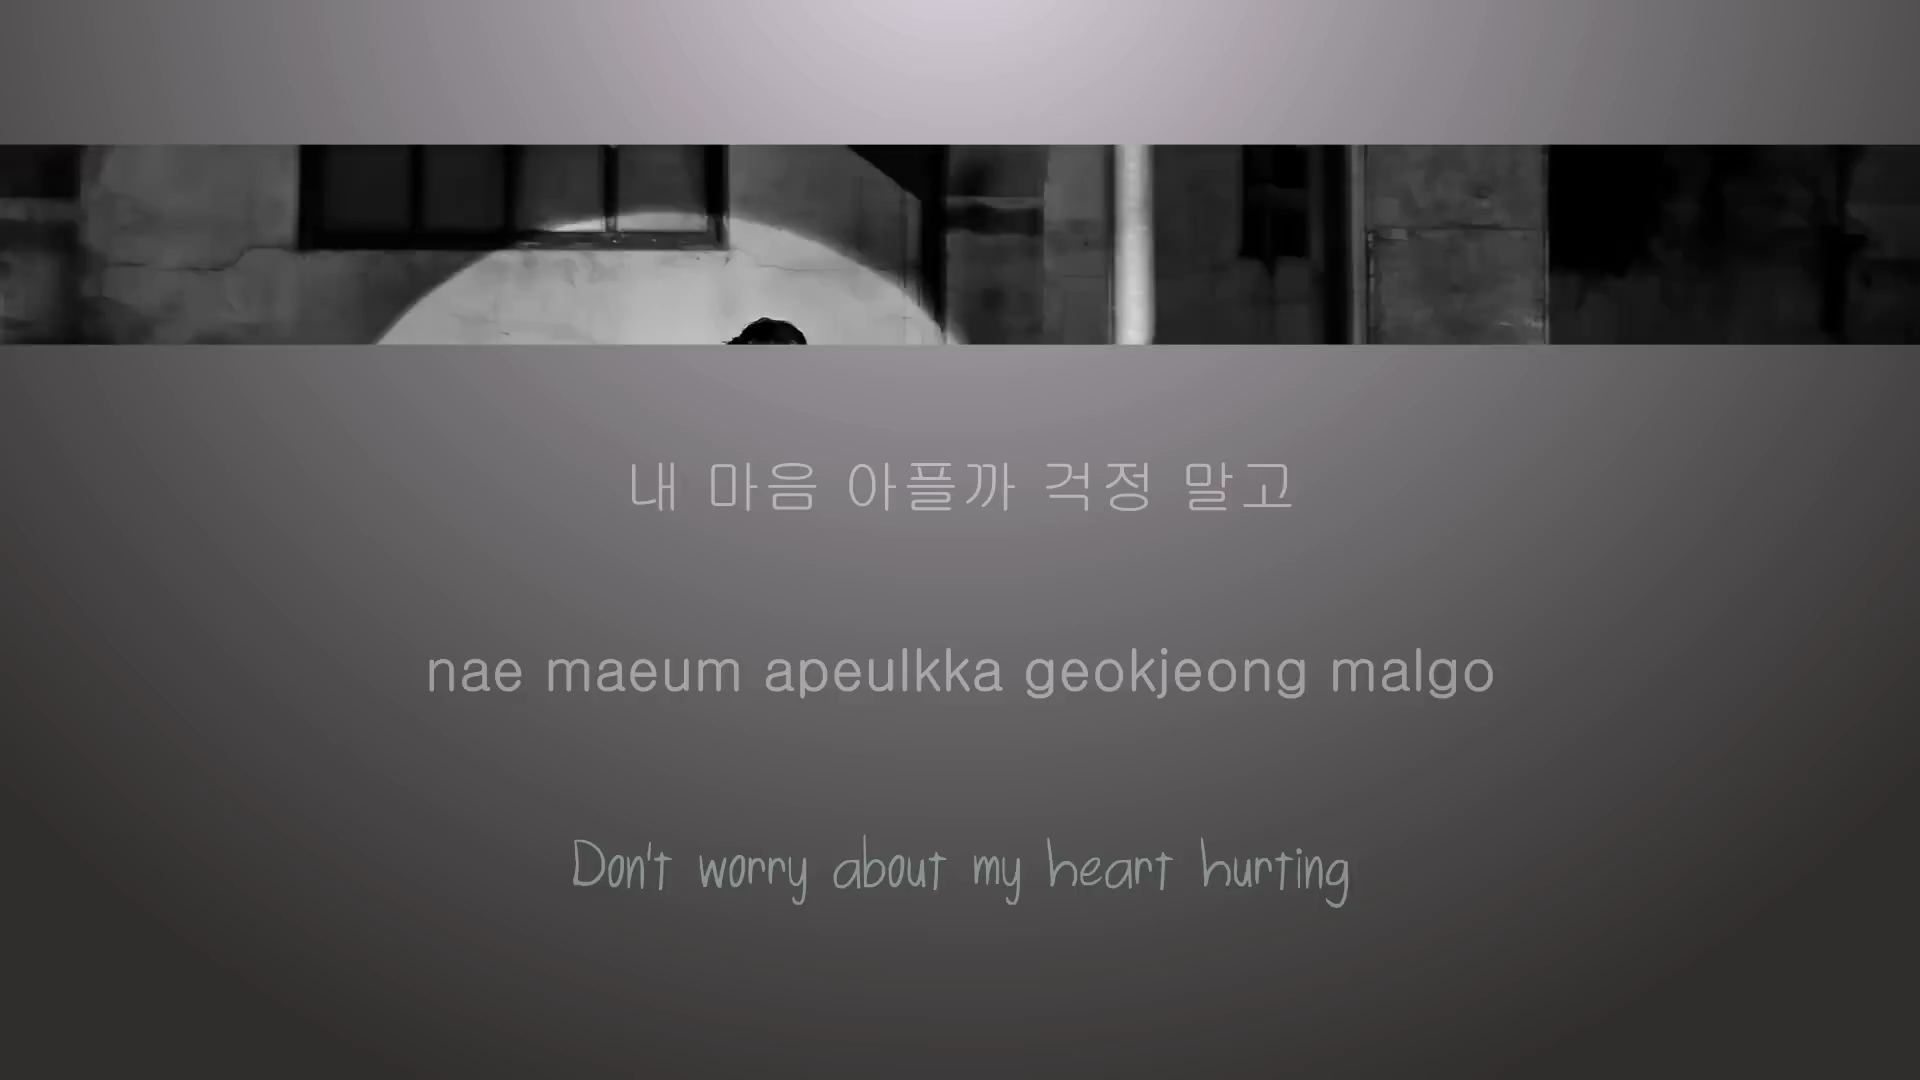 내 마음 아플까 걱정 말고
nae maeum apeulkka geokjeong malgo
Don't worry about my heart hurting